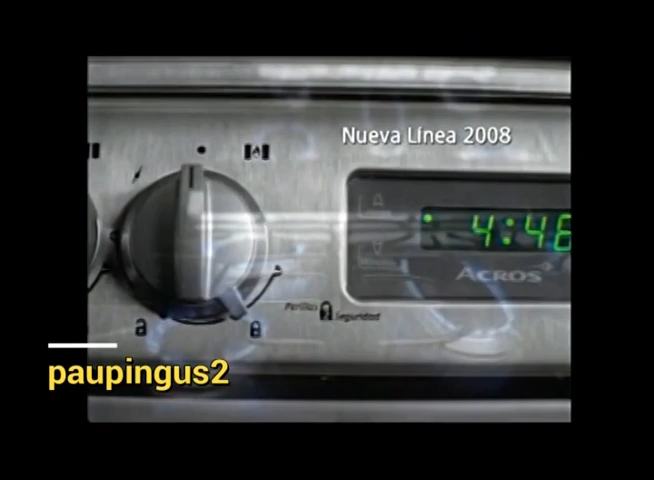 Nueva Línea 2008
4:46
ACROS
Perillas Seguridad
paupingus2